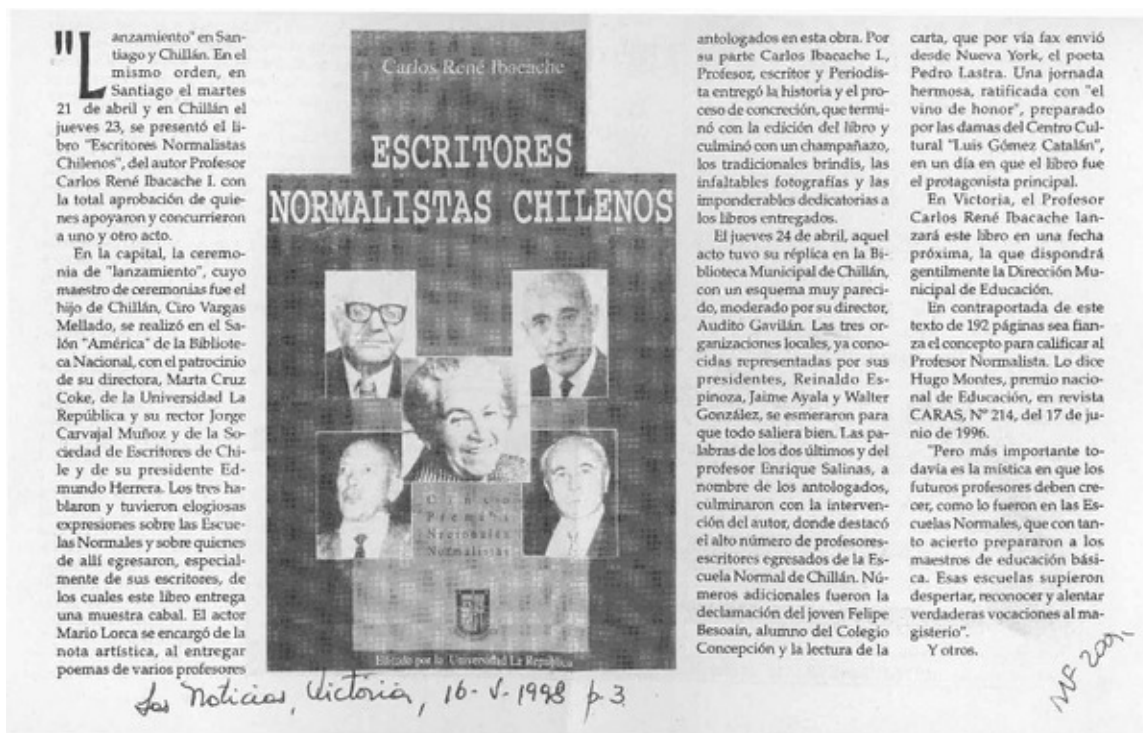 "Lanzamiento" en San-
tiago y Chillán. En el
mismo orden, en
Santiago el martes
21 de abril y en Chillán el
jueves 23, se presentó el li-
bro "Escritores Normalistas
Chilenos", del autor Profesor
Carlos René Ibacache I. con
la total aprobación de quie-
nes apoyaron y concurrieron
a uno y otro acto.
En la capital, la ceremo-
nia de "lanzamiento", cuyo
maestro de ceremonias fue el
hijo de Chillán, Ciro Vargas
Mellado, se realizó en el Sa-
lón "América" de la Bibliote-
ca Nacional, con el patrocinio
de su directora, Marta Cruz
Coke, de la Universidad La
República y su rector Jorge
Carvajal Muñoz y de la So-
ciedad de Escritores de Chi-
le y de su presidente Ed-
mundo Herrera. Los tres ha-
blaron y tuvieron elogiosas
expresiones sobre las Escue-
las Normales y sobre quienes
de allí egresaron, especial-
mente de sus escritores, de
los cuales este libro entrega
una muestra cabal. El actor
Mario Lorca se encargó de la
nota artística, al entregar
poemas de varios profesores
Carlos René Ibacache
ESCRITORES
NORMALISTAS CHILENOS
Cinco
Premios
Nacionales
Normalistas
Editado por la Universidad La República
antologados en esta obra. Por
su parte Carlos Ibacache I.,
Profesor, escritor y Periodis-
ta entregó la historia y el pro-
ceso de concreción, que termi-
nó con la edición del libro y
culminó con un champañazo,
los tradicionales brindis, las
infaltables fotografías y las
imponderables dedicatorias a
los libros entregados.
El jueves 24 de abril, aquel
acto tuvo su réplica en la Bi-
blioteca Municipal de Chillán,
con un esquema muy pareci-
do, moderado por su director,
Audito Gavilán. Las tres or-
ganizaciones locales, ya cono-
cidas representadas por sus
presidentes, Reinaldo Es-
pinoza, Jaime Ayala y Walter
González, se esmeraron para
que todo saliera bien. Las pa-
labras de los dos últimos y del
profesor Enrique Salinas, a
nombre de los antologados,
culminaron con la interven-
ción del autor, donde destacó
el alto número de profesores-
escritores egresados de la Es-
cuela Normal de Chillán. Nú-
meros adicionales fueron la
declamación del joven Felipe
Besoain, alumno del Colegio
Concepción y la lectura de la
carta, que por vía fax envió
desde Nueva York, el poeta
Pedro Lastra. Una jornada
hermosa, ratificada con "el
vino de honor", preparado
por las damas del Centro Cul-
tural "Luis Gómez Catalán",
en un día en que el libro fue
el protagonista principal.
En Victoria, el Profesor
Carlos René Ibacache lan-
zará este libro en una fecha
próxima, la que dispondrá
gentilmente la Dirección Mu-
nicipal de Educación.
En contraportada de este
texto de 192 páginas sea fian-
za el concepto para calificar al
Profesor Normalista. Lo dice
Hugo Montes, premio nacio-
nal de Educación, en revista
CARAS, Nº 214, del 17 de ju-
nio de 1996.
"Pero más importante to-
davía es la mística en que los
futuros profesores deben cre-
cer, como lo fueron en las Es-
cuelas Normales, que con tan-
to acierto prepararon a los
maestros de educación bási-
ca. Esas escuelas supieron
despertar, reconocer y alentar
verdaderas vocaciones al ma-
gisterio".
Y otros.
Las Noticias, Victoria, 16-V-1998 p.3